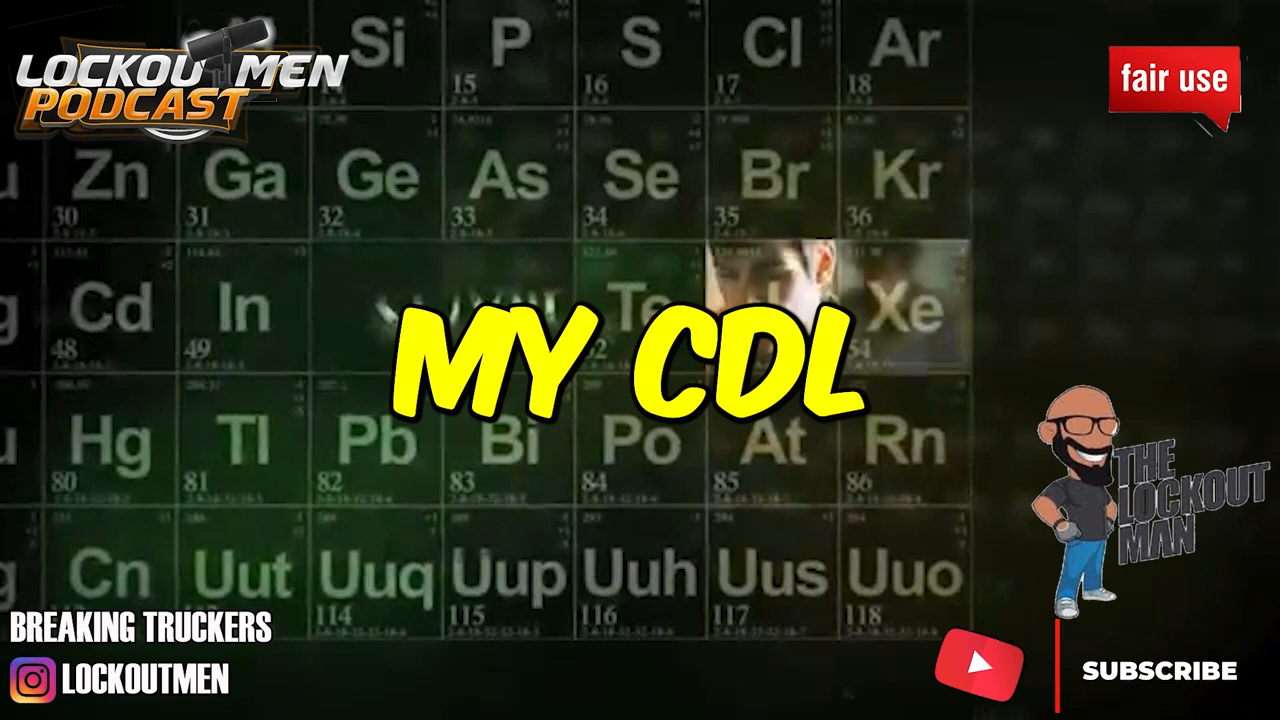 LOCKOUTMEN
PODCAST
fair use
Si P S Cl Ar
15 16 17 18
Zn Ga Ge As Se Br Kr
30 31 32 33 34 35 36
Cd In Te Xe
48 49
MY CDL
Hg Tl Pb Bi Po At Rn
80 81 82 83 84 85 86
THE
LOCKOUT
MAN
Cn Uut Uuq Uup Uuh Uus Uuo
114 115 116 117 118
BREAKING TRUCKERS
LOCKOUTMEN
SUBSCRIBE